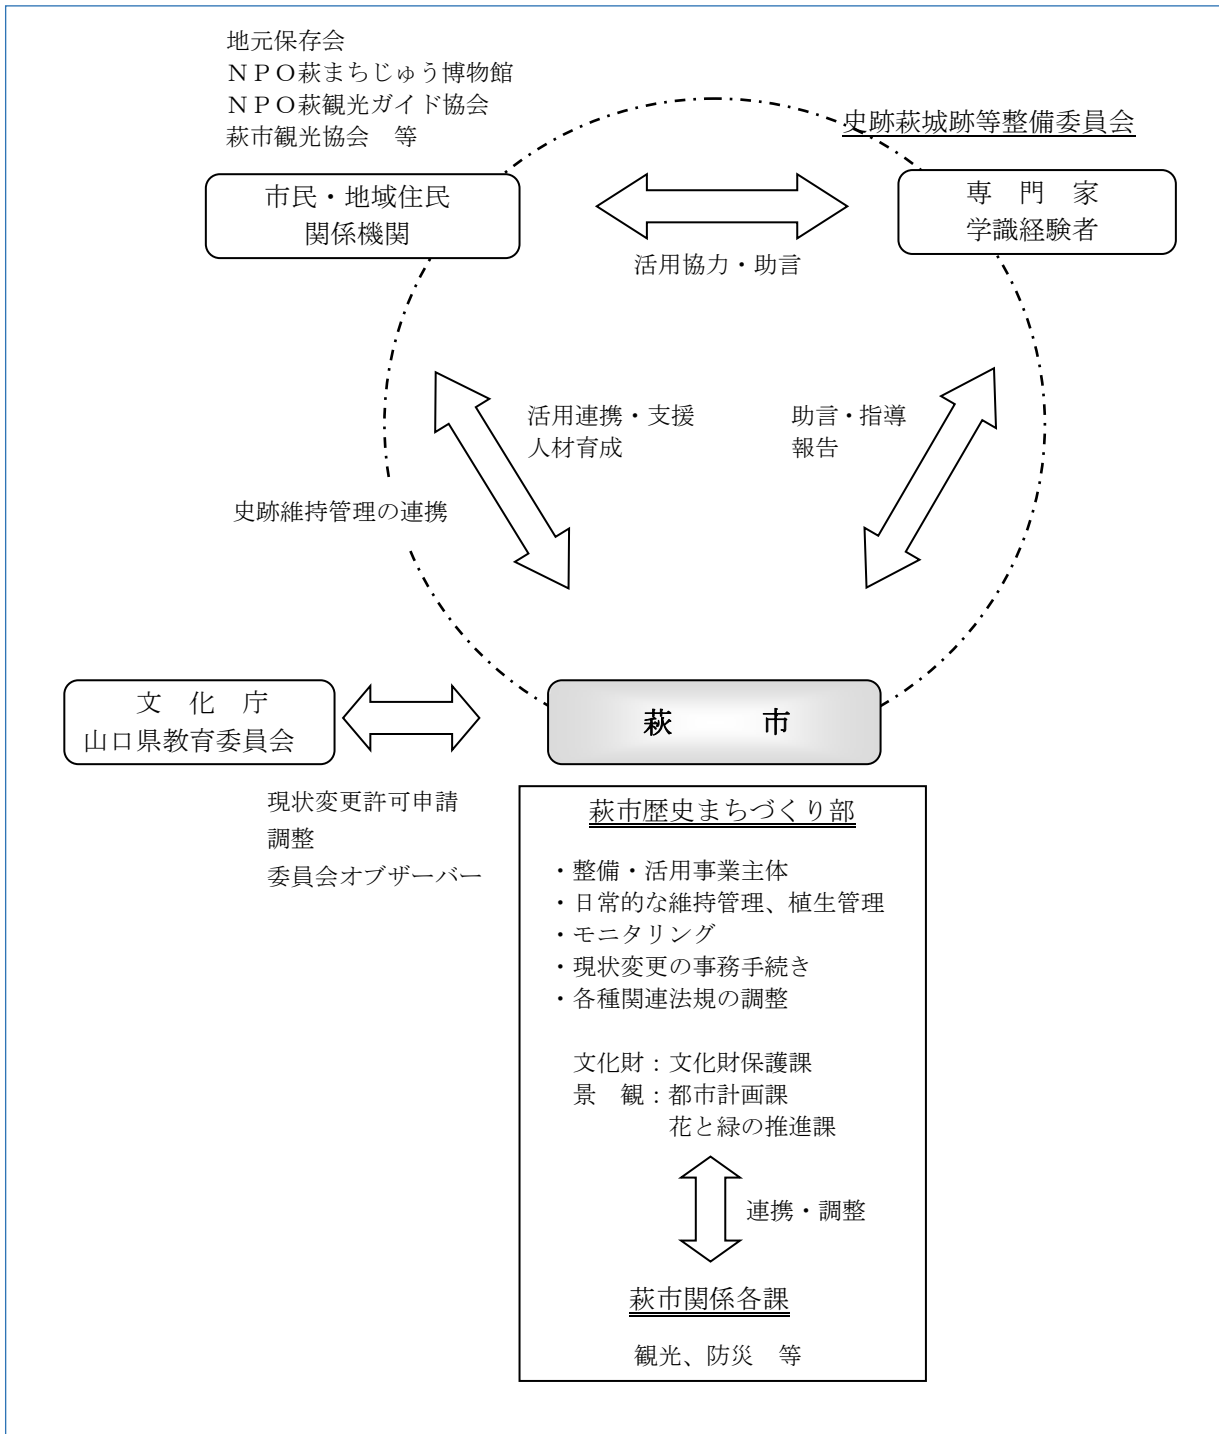 地元保存会
ＮＰＯ萩まちじゅう博物館
ＮＰＯ萩観光ガイド協会
萩市観光協会　等
史跡萩城跡等整備委員会
市民・地域住民
関係機関
専　門　家
学識経験者
活用協力・助言
活用連携・支援
人材育成
助言・指導
報告
史跡維持管理の連携
文　化　庁
山口県教育委員会
萩　　　市
現状変更許可申請
調整
委員会オブザーバー
萩市歴史まちづくり部
・整備・活用事業主体
・日常的な維持管理、植生管理
・モニタリング
・現状変更の事務手続き
・各種関連法規の調整
文化財：文化財保護課
景　観：都市計画課
花と緑の推進課
連携・調整
萩市関係各課
観光、防災　等